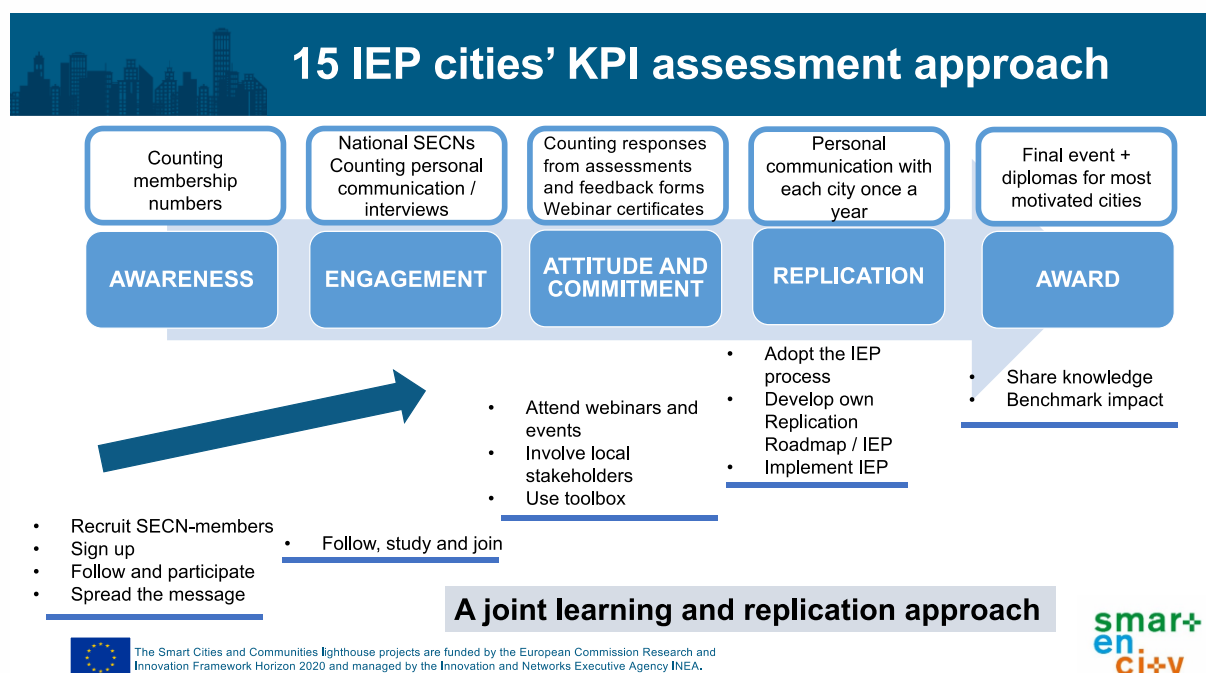 15 IEP cities’ KPI assessment approach
Counting
membership
numbers
National SECNs
Counting personal
communication /
interviews
Counting responses
from assessments
and feedback forms
Webinar certificates
Personal
communication with
each city once a
year
Final event +
diplomas for most
motivated cities
AWARENESS
ENGAGEMENT
ATTITUDE AND
COMMITMENT
REPLICATION
AWARD
• Recruit SECN-members
• Sign up
• Follow and participate
• Spread the message
• Follow, study and join
• Attend webinars and
events
• Involve local
stakeholders
• Use toolbox
• Adopt the IEP
process
• Develop own
Replication
Roadmap / IEP
• Implement IEP
• Share knowledge
• Benchmark impact
A joint learning and replication approach
The Smart Cities and Communities lighthouse projects are funded by the European Commission Research and
Innovation Framework Horizon 2020 and managed by the Innovation and Networks Executive Agency INEA.
smar+
en
ci+y